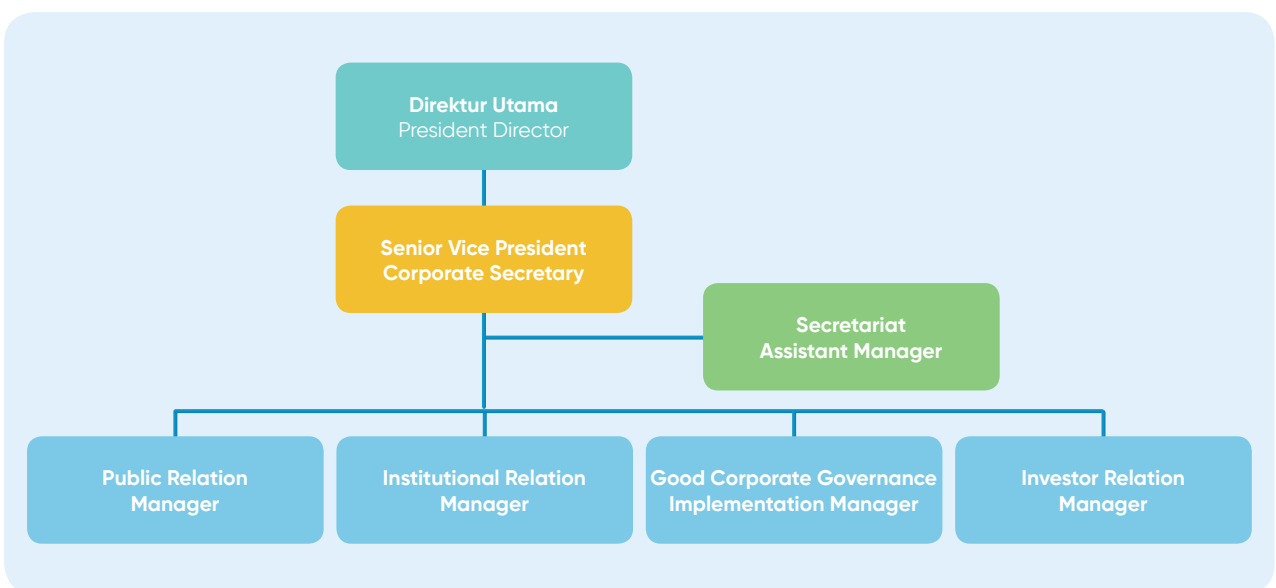 Direktur Utama
President Director
Senior Vice President
Corporate Secretary
Secretariat
Assistant Manager
Public Relation
Manager
Institutional Relation
Manager
Good Corporate Governance
Implementation Manager
Investor Relation
Manager